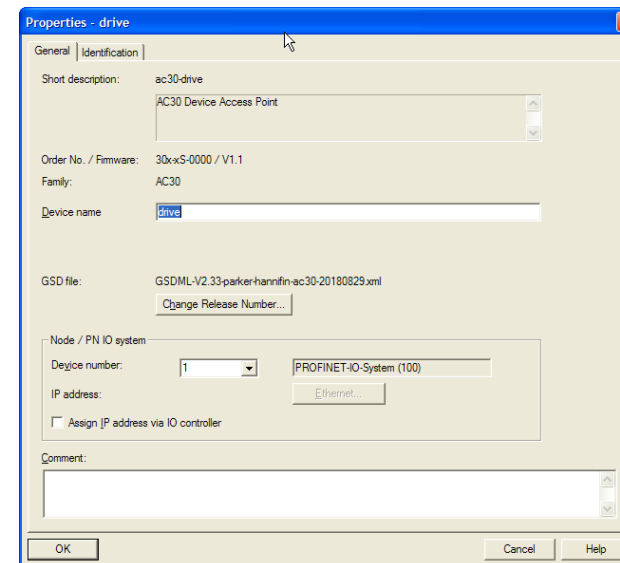 Properties - drive
General Identification
Short description: ac30-drive
AC30 Device Access Point
Order No. / Firmware: 30x-xS-0000 / V1.1
Family: AC30
Device name drive
GSD file: GSDML-V2.33-parker-hannifin-ac30-20180829.xml
Change Release Number...
Node / PN IO system
Device number: 1 PROFINET-IO-System (100)
IP address: Ethernet...
Assign IP address via IO controller
Comment:
OK Cancel Help